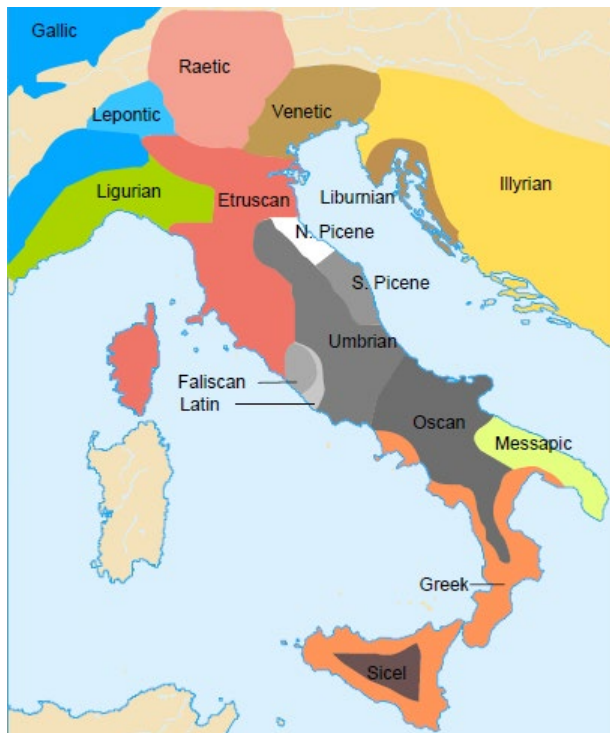 Gallic
Raetic
Lepontic
Venetic
Illyrian
Ligurian
Etruscan
Liburnian
N. Picene
S. Picene
Umbrian
Faliscan
Latin
Oscan
Messapic
Greek
Sicel